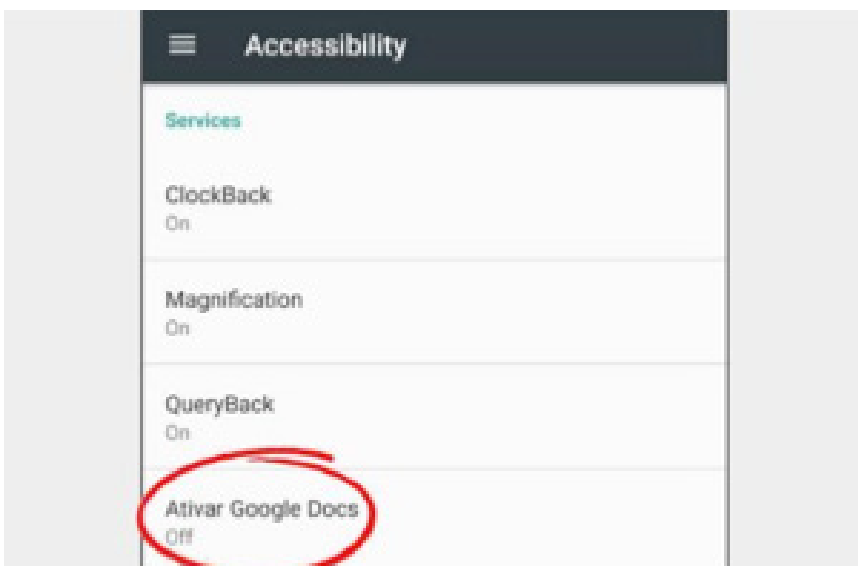 Accessibility
Services
ClockBack
On
Magnification
On
QueryBack
On
Ativar Google Docs
Off